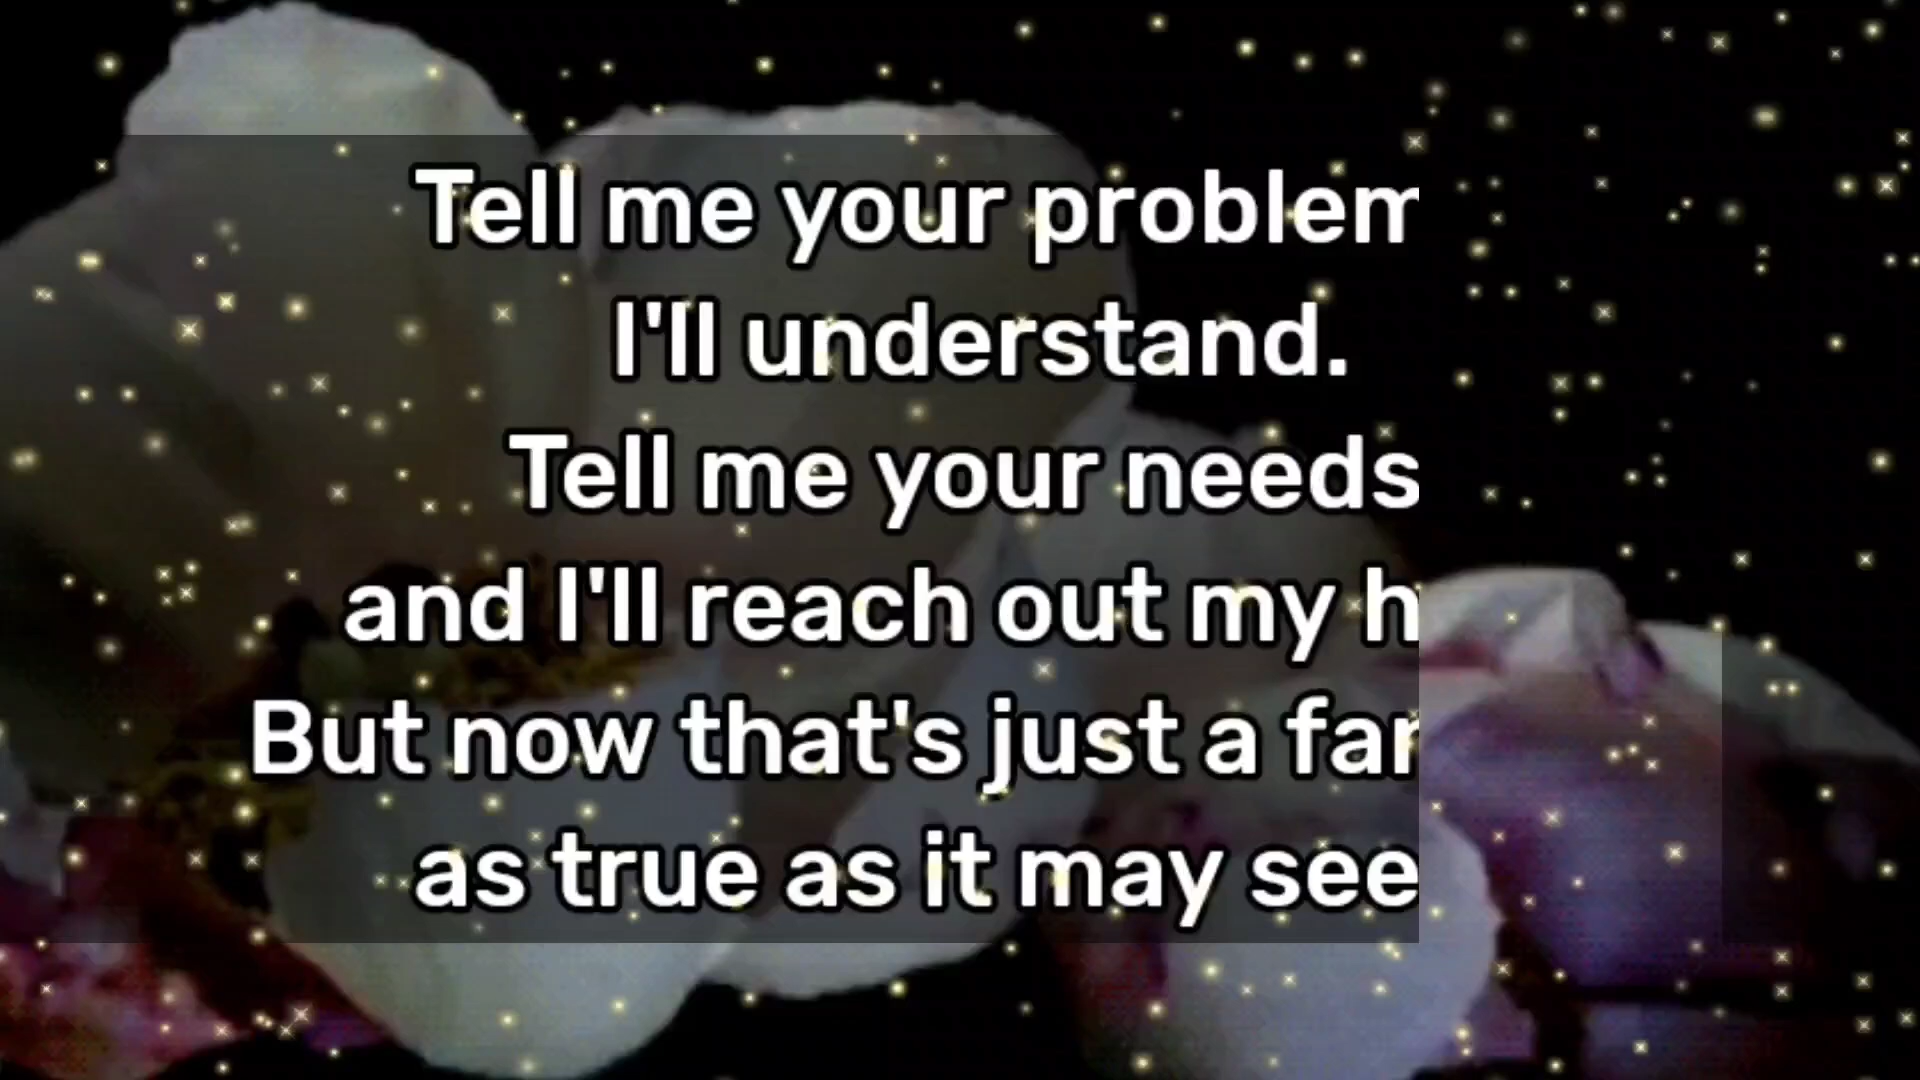 Tell me your problem
I'll understand.
Tell me your needs
and I'll reach out my h
But now that's just a far
as true as it may see